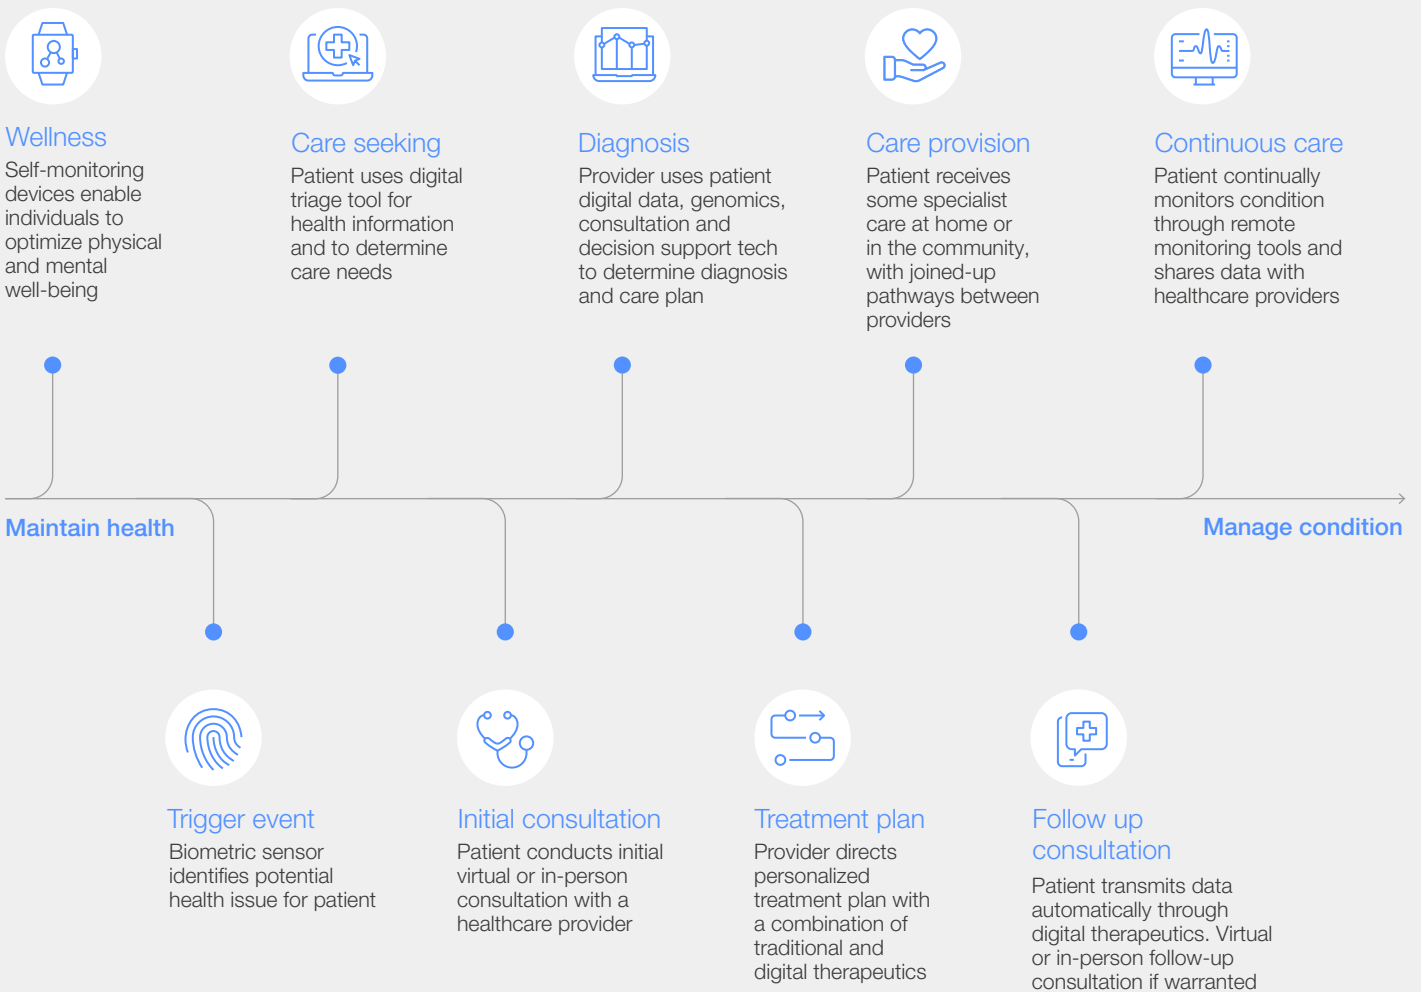 Wellness
Self-monitoring
devices enable
individuals to
optimize physical
and mental
well-being
Care seeking
Patient uses digital
triage tool for
health information
and to determine
care needs
Diagnosis
Provider uses patient
digital data, genomics,
consultation and
decision support tech
to determine diagnosis
and care plan
Care provision
Patient receives
some specialist
care at home or
in the community,
with joined-up
pathways between
providers
Continuous care
Patient continually
monitors condition
through remote
monitoring tools and
shares data with
healthcare providers
Maintain health
Manage condition
Trigger event
Biometric sensor
identifies potential
health issue for patient
Initial consultation
Patient conducts initial
virtual or in-person
consultation with a
healthcare provider
Treatment plan
Provider directs
personalized
treatment plan with
a combination of
traditional and
digital therapeutics
Follow up
consultation
Patient transmits data
automatically through
digital therapeutics. Virtual
or in-person follow-up
consultation if warranted